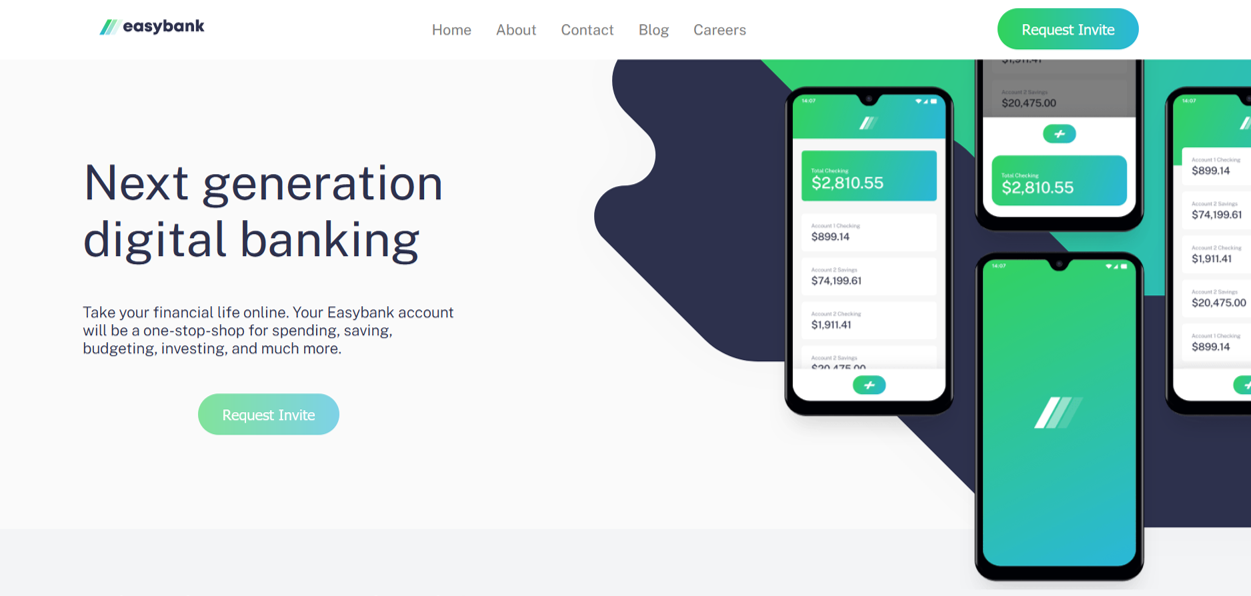 easybank
Home About Contact Blog Careers
Request Invite
Next generation
digital banking
Take your financial life online. Your Easybank account
will be a one-stop-shop for spending, saving,
budgeting, investing, and much more.
Request Invite
14:07
Total Checking
$2,810.55
Account 1 Checking
$899.14
Account 2 Savings
$74,199.61
Account 2 Checking
$1,911.41
Account 2 Savings
$20,475.00
$1,911.41
Account 2 Savings
$20,475.00
Total Checking
$2,810.55
14:07
14:07
Account 1 Checking
$899.14
Account 2 Savings
$74,199.61
Account 2 Checking
$1,911.41
Account 2 Savings
$20,475.00
Account 1 Checking
$899.14